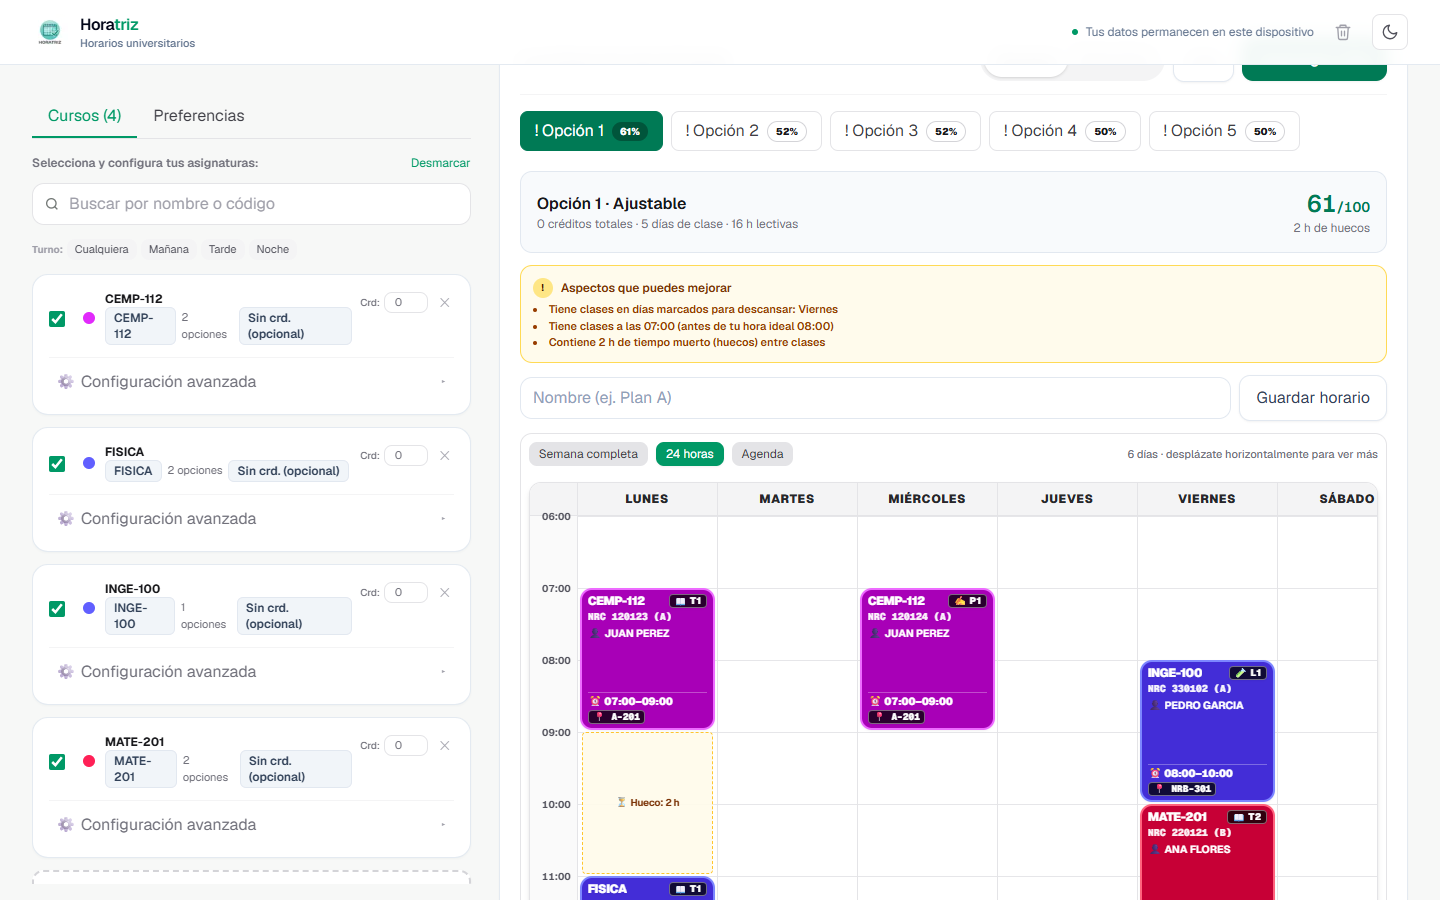 Horatriz
Horarios universitarios
Tus datos permanecen en este dispositivo
Cursos (4)
Preferencias
Selecciona y configura tus asignaturas:
Desmarcar
Buscar por nombre o código
Turno:
Cualquiera
Mañana
Tarde
Noche
CEMP-112
CEMP-
112
2
opciones
Sin crd.
(opcional)
Crd:
0
Configuración avanzada
FISICA
FISICA
2 opciones
Sin crd. (opcional)
Crd:
0
Configuración avanzada
INGE-100
INGE-
100
1
opciones
Sin crd.
(opcional)
Crd:
0
Configuración avanzada
MATE-201
MATE-
201
2
opciones
Sin crd.
(opcional)
Crd:
0
Configuración avanzada
! Opción 1 61%
! Opción 2 52%
! Opción 3 52%
! Opción 4 50%
! Opción 5 50%
Opción 1 · Ajustable
0 créditos totales · 5 días de clase · 16 h lectivas
61/100
2 h de huecos
! Aspectos que puedes mejorar
Tiene clases en días marcados para descansar: Viernes
Tiene clases a las 07:00 (antes de tu hora ideal 08:00)
Contiene 2 h de tiempo muerto (huecos) entre clases
Nombre (ej. Plan A)
Guardar horario
Semana completa
24 horas
Agenda
6 días · desplázate horizontalmente para ver más
LUNES
MARTES
MIÉRCOLES
JUEVES
VIERNES
SÁBADO
06:00
07:00
08:00
09:00
10:00
11:00
CEMP-112
T1
NRC 120123 (A)
JUAN PEREZ
07:00–09:00
A-201
Hueco: 2 h
FISICA
T1
CEMP-112
P1
NRC 120124 (A)
JUAN PEREZ
07:00–09:00
A-201
INGE-100
L1
NRC 330102 (A)
PEDRO GARCIA
08:00–10:00
NRB-301
MATE-201
T2
NRC 220121 (B)
ANA FLORES